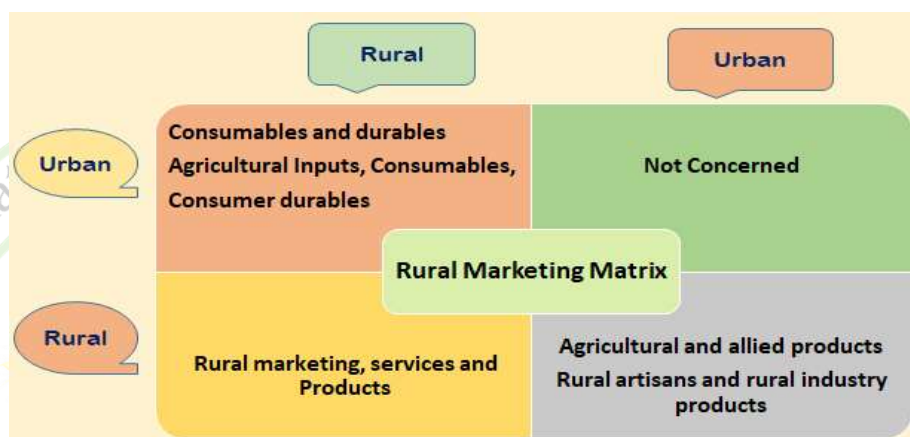 Rural
Urban
Urban
Consumables and durables
Agricultural Inputs, Consumables,
Consumer durables
Not Concerned
Rural Marketing Matrix
Rural
Rural marketing, services and
Products
Agricultural and allied products
Rural artisans and rural industry
products